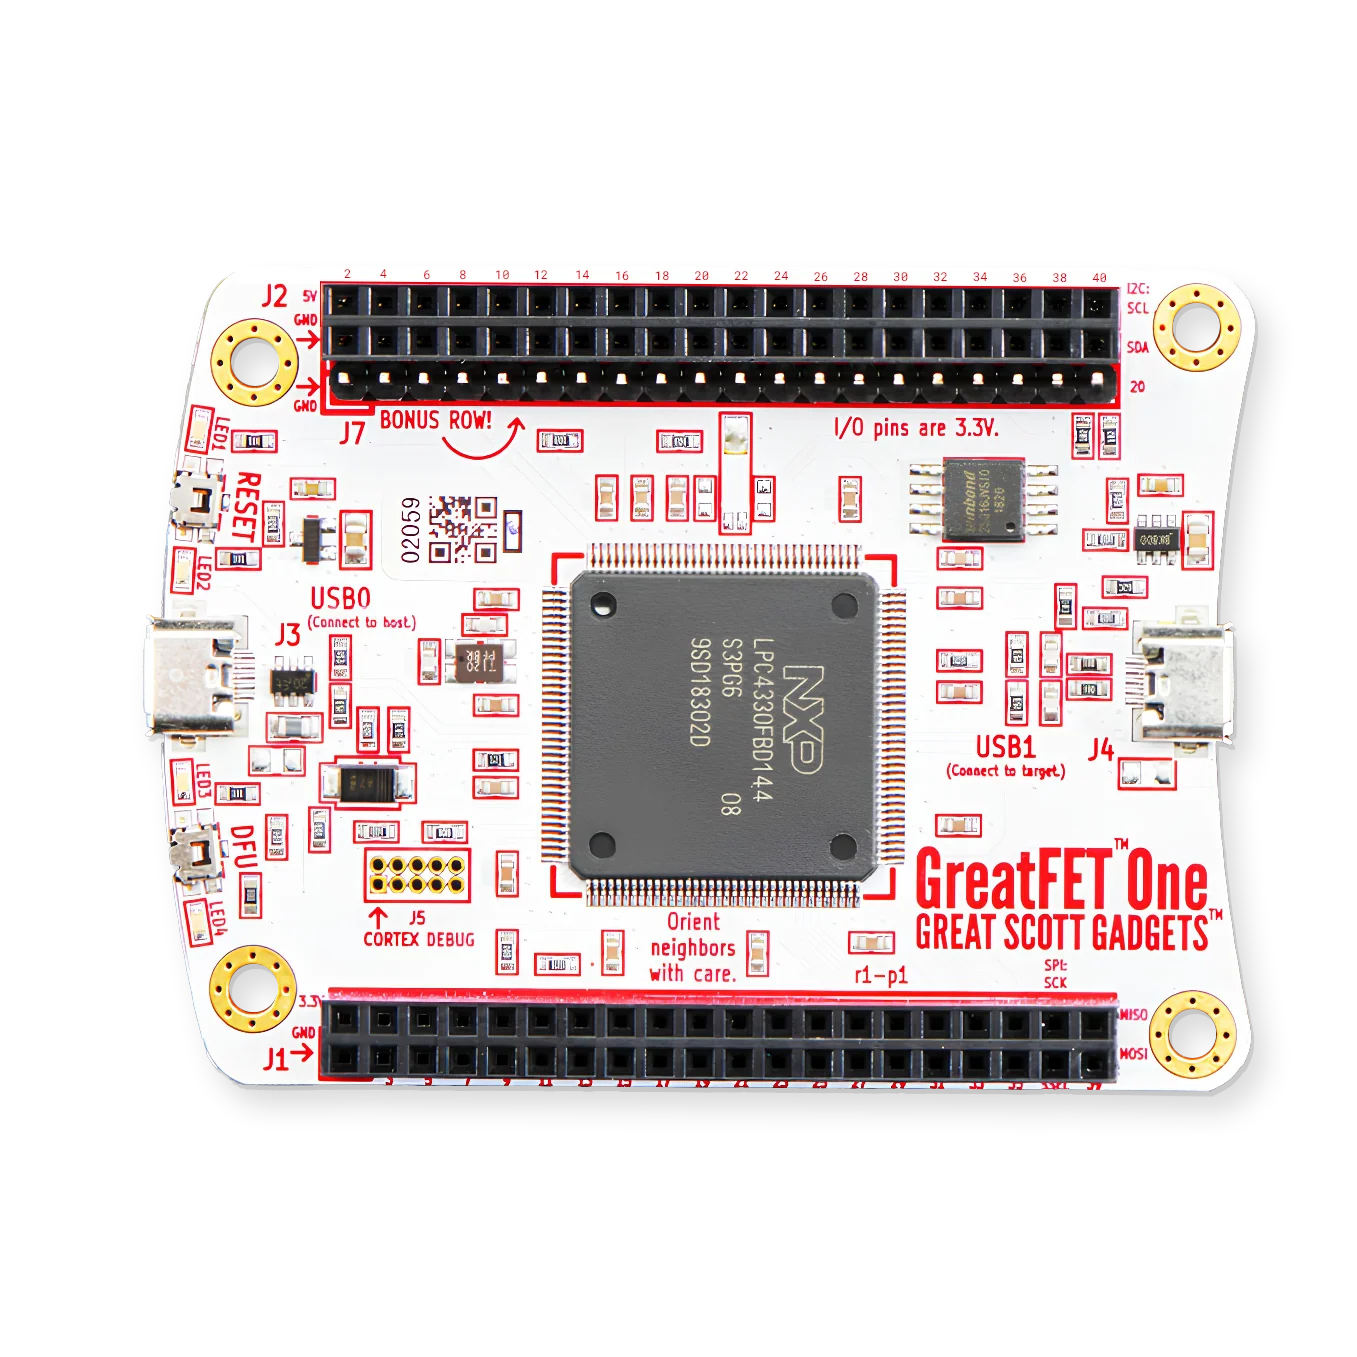 2 4 6 8 10 12 14 16 18 20 22 24 26 28 30 32 34 36 38 40
J2 5V
GND
I2C:
SCL
SDA
GND
20
J7 BONUS ROW!
I/O pins are 3.3V.
LED1
RESET
LED2
02059
winbond
1820
USB0
(Connect to host.)
J3
NXP
LPC4330FBD144
S3PG6 08
9SD18302D
USB1
(Connect to target.)
J4
LED3
DFU
LED4
J5
CORTEX DEBUG
GreatFET™ One
GREAT SCOTT GADGETS™
Orient
neighbors
with care.
r1-p1
SPI:
SCK
3.3V
GND
J1
MISO
MOSI